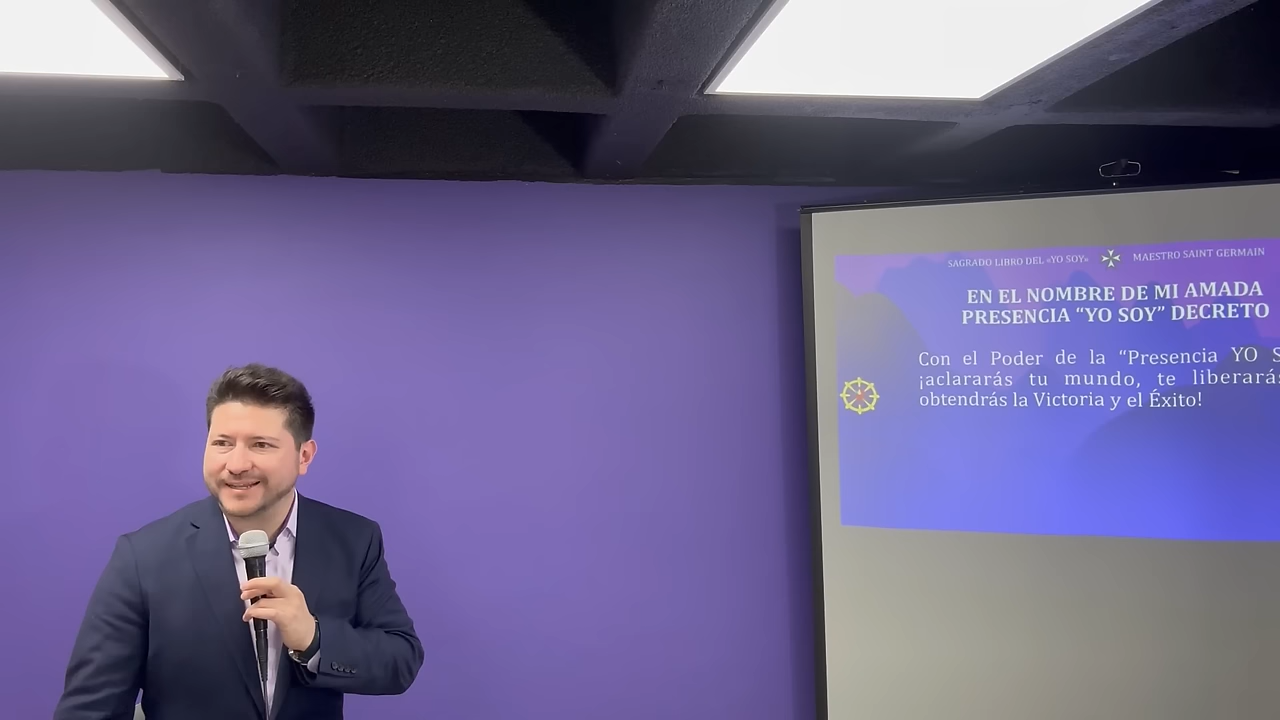 SAGRADO LIBRO DEL «YO SOY» MAESTRO SAINT GERMAIN
EN EL NOMBRE DE MI AMADA
PRESENCIA “YO SOY” DECRETO
Con el Poder de la “Presencia YO S
¡aclararás tu mundo, te liberarás
obtendrás la Victoria y el Éxito!